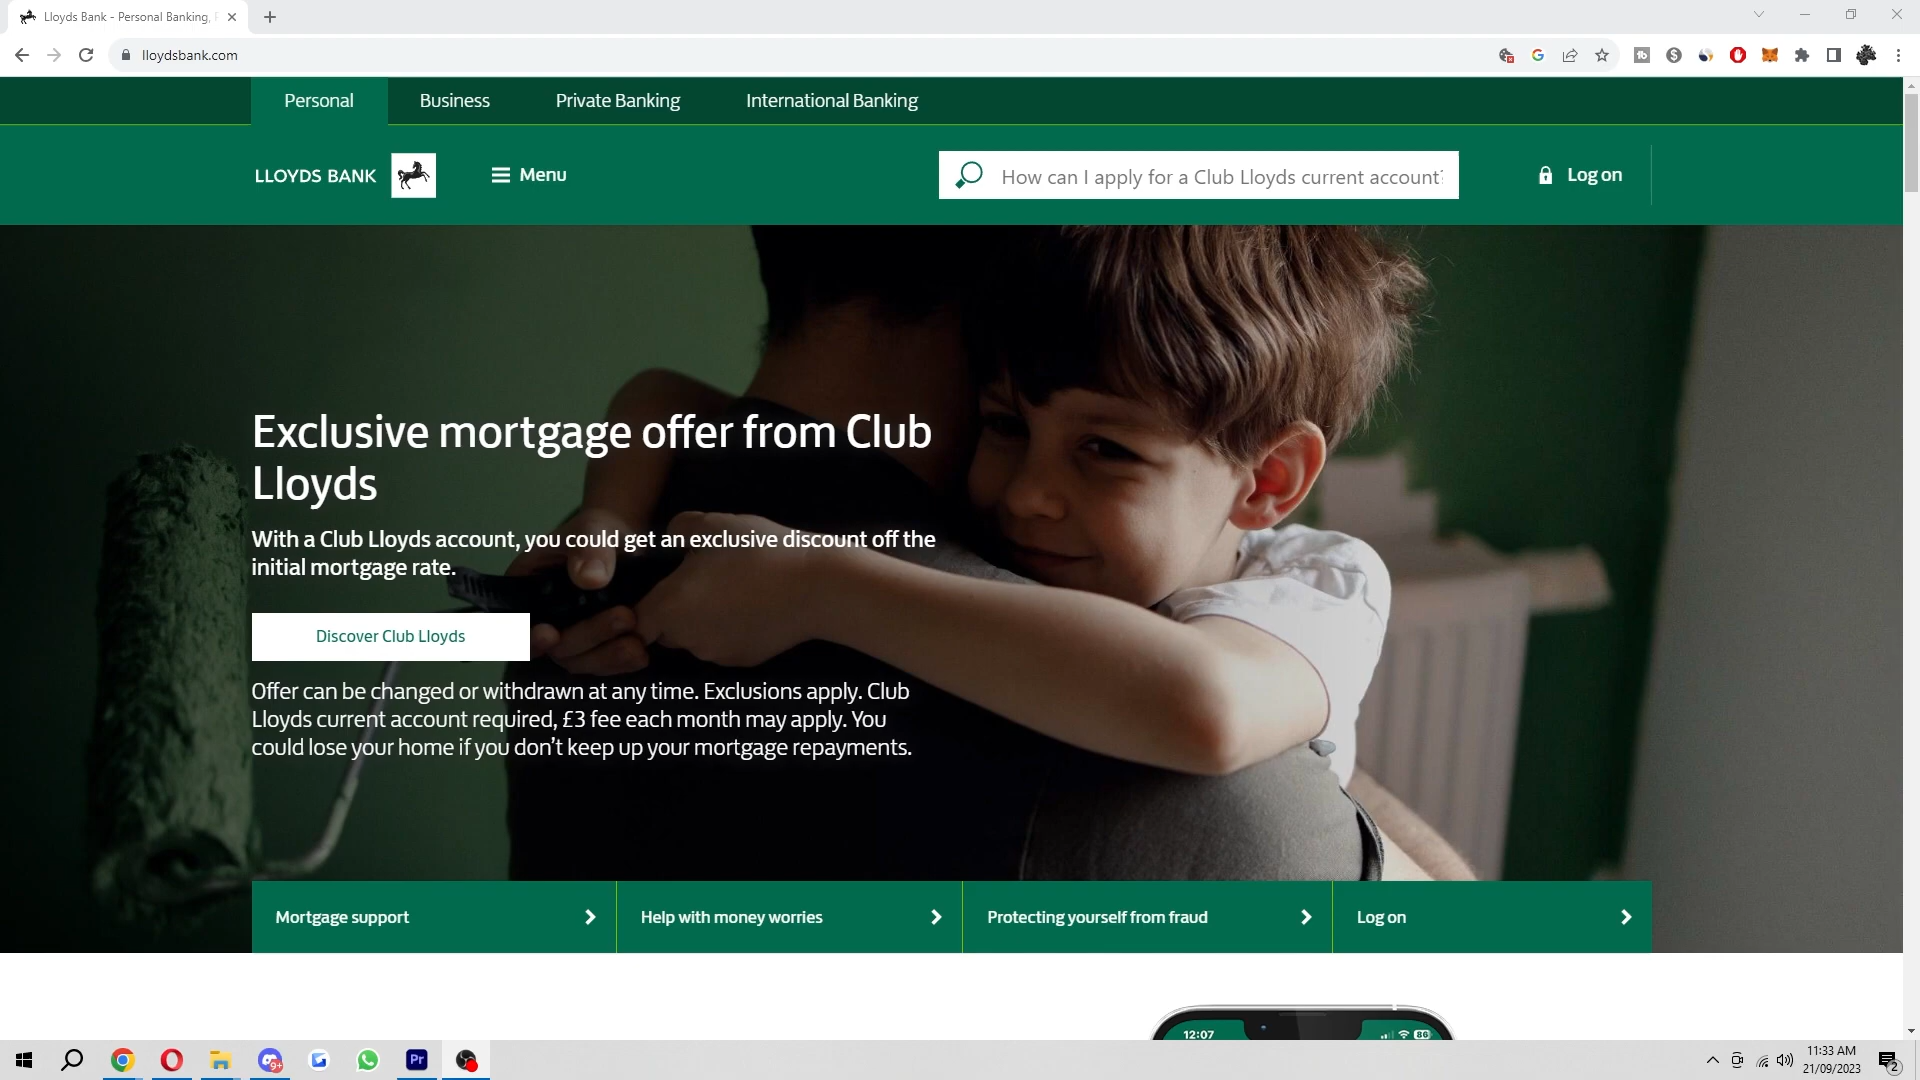 Lloyds Bank - Personal Banking,
lloydsbank.com
Personal
Business
Private Banking
International Banking
LLOYDS BANK
Menu
How can I apply for a Club Lloyds current account?
Log on
Exclusive mortgage offer from Club
Lloyds
With a Club Lloyds account, you could get an exclusive discount off the
initial mortgage rate.
Discover Club Lloyds
Offer can be changed or withdrawn at any time. Exclusions apply. Club
Lloyds current account required, £3 fee each month may apply. You
could lose your home if you don't keep up your mortgage repayments.
Mortgage support
Help with money worries
Protecting yourself from fraud
Log on
12:07
86
9+
Pr
11:33 AM
21/09/2023
2